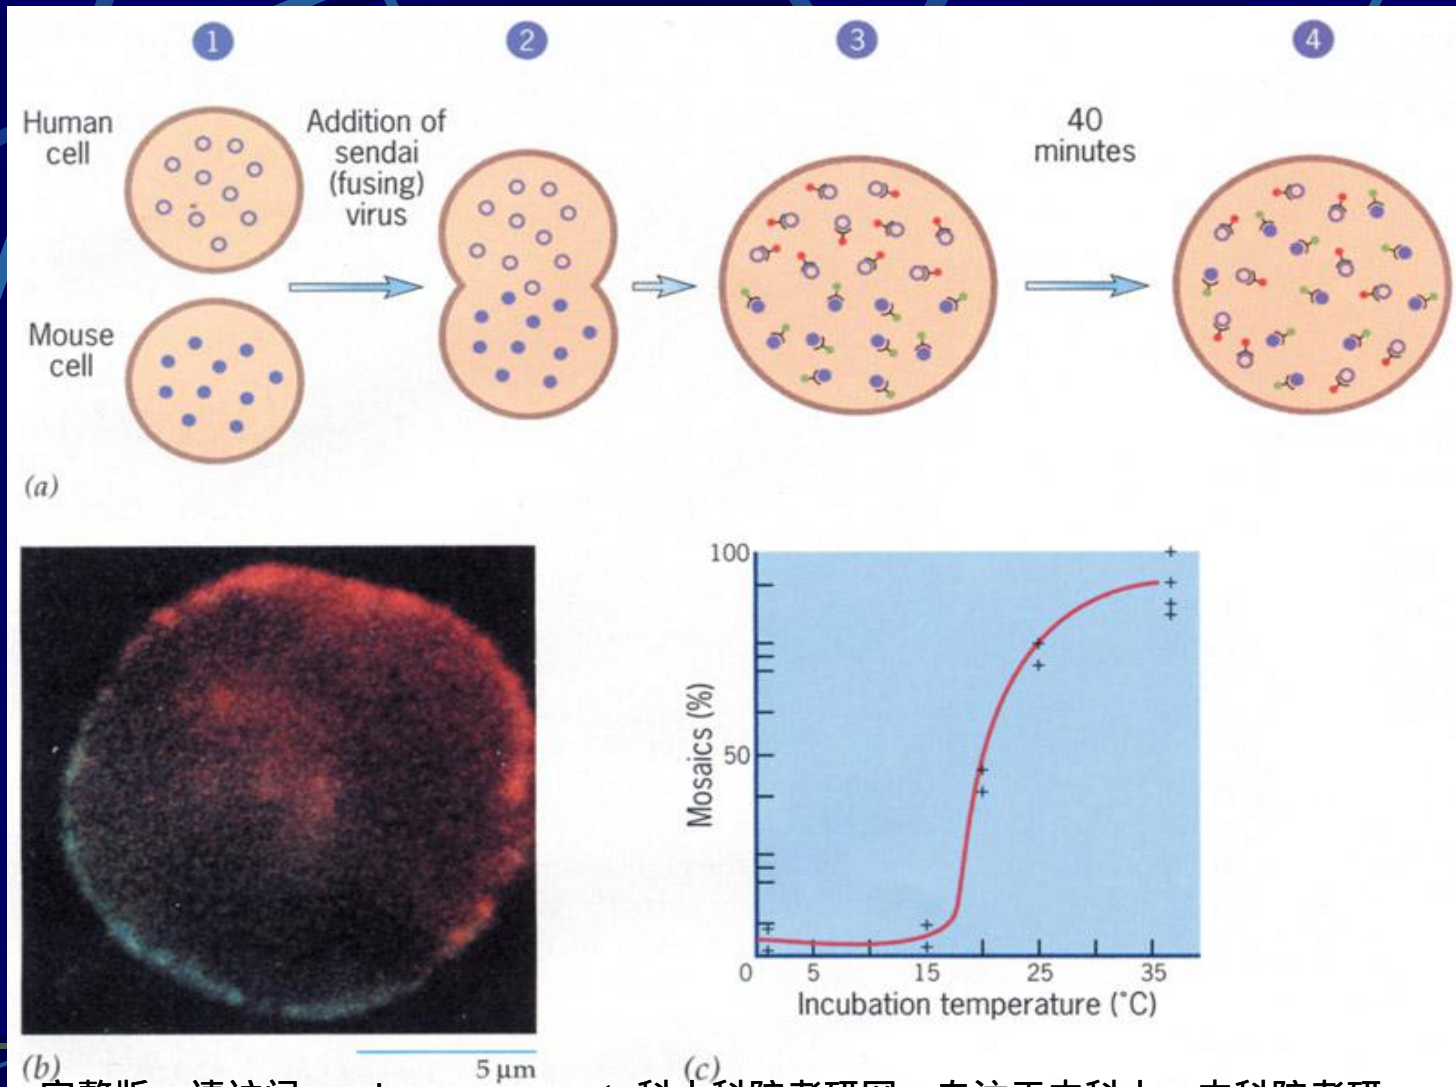 1
2
3
4
Human
cell
Addition of
sendai
(fusing)
virus
40
minutes
Mouse
cell
(a)
100
50
Mosaics (%)
0 5 15 25 35
Incubation temperature (˚C)
(b)
5 µm
(c)